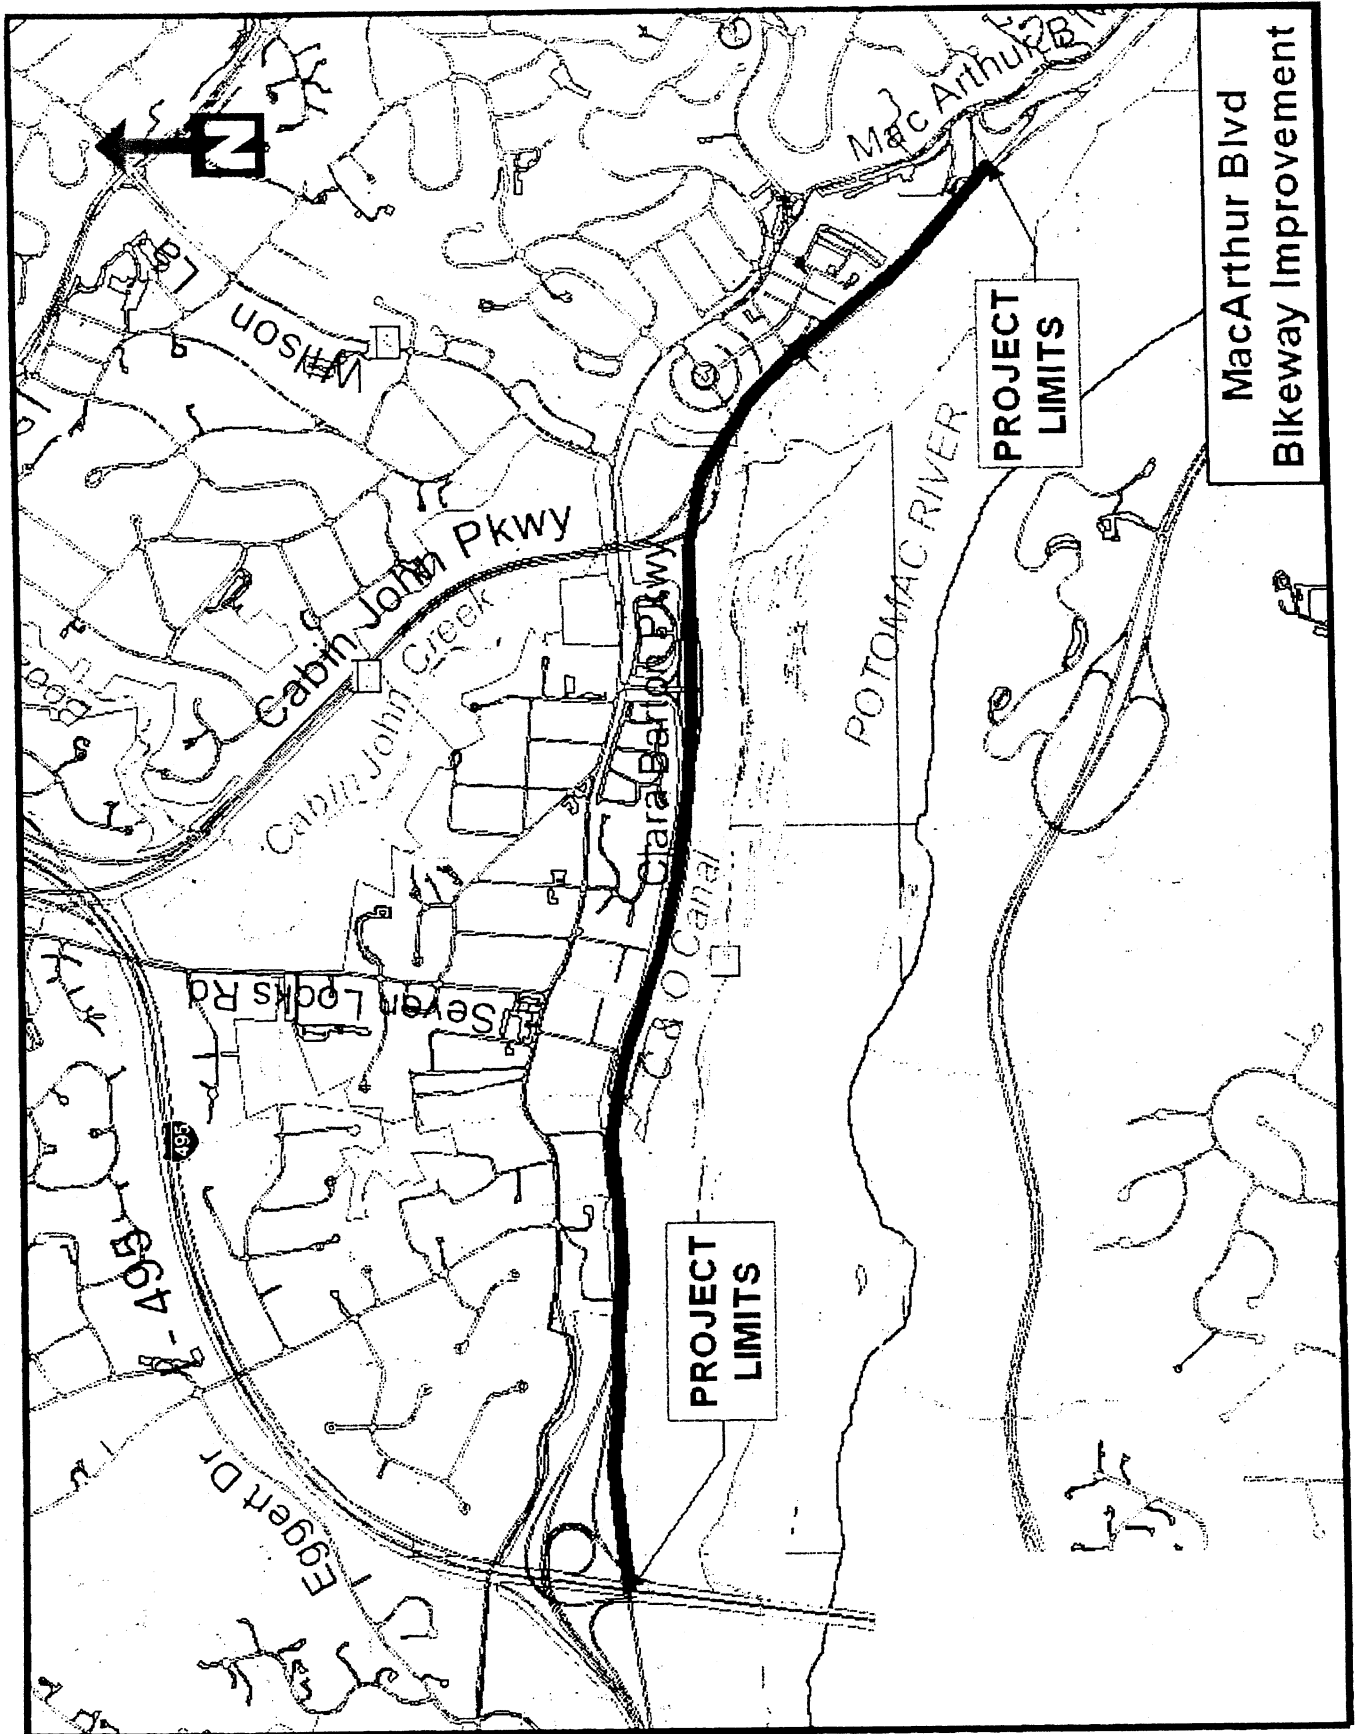 MacArthur Blvd
Bikeway Improvement
N
Mac Arthur Blvd
PROJECT
LIMITS
POTOMAC RIVER
Wilson
La
Cabin John Pkwy
Cabin John Creek
Clara Barton Pkwy
C & O Canal
Seven Locks Rd
495
I - 495
Eggert Dr
PROJECT
LIMITS